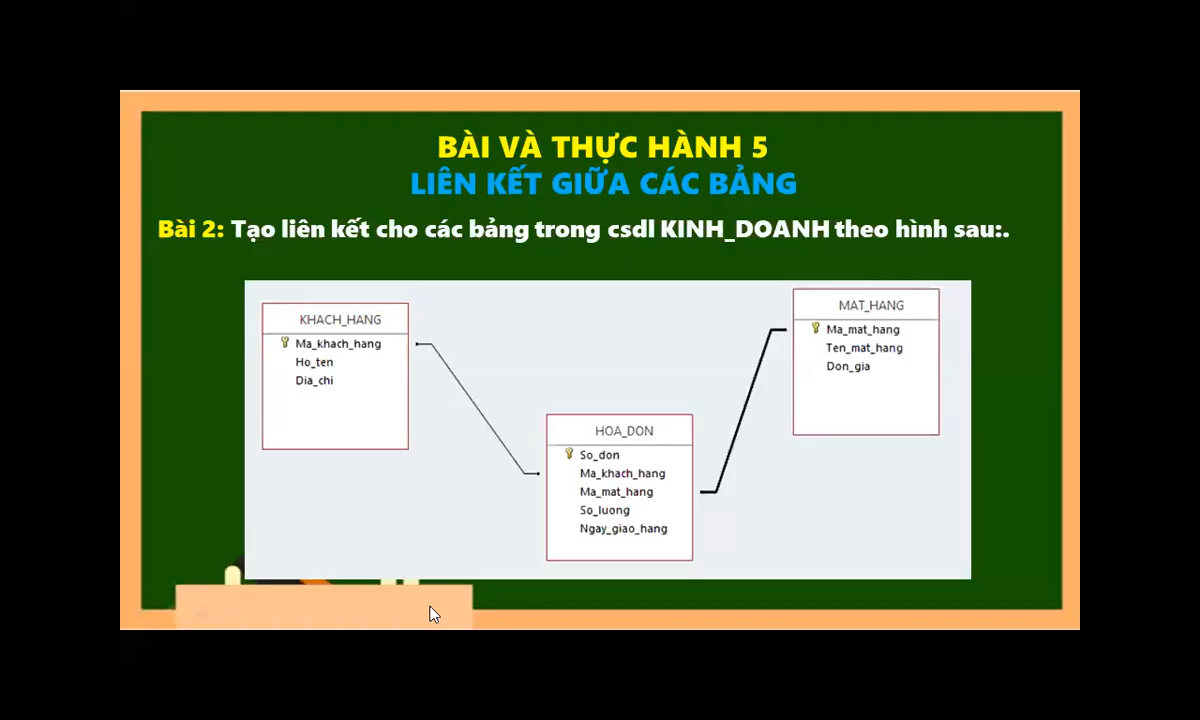 BÀI VÀ THỰC HÀNH 5
LIÊN KẾT GIỮA CÁC BẢNG
Bài 2: Tạo liên kết cho các bảng trong csdl KINH_DOANH theo hình sau:.
KHACH_HANG
Ma_khach_hang
Ho_ten
Dia_chi
HOA_DON
So_don
Ma_khach_hang
Ma_mat_hang
So_luong
Ngay_giao_hang
MAT_HANG
Ma_mat_hang
Ten_mat_hang
Don_gia